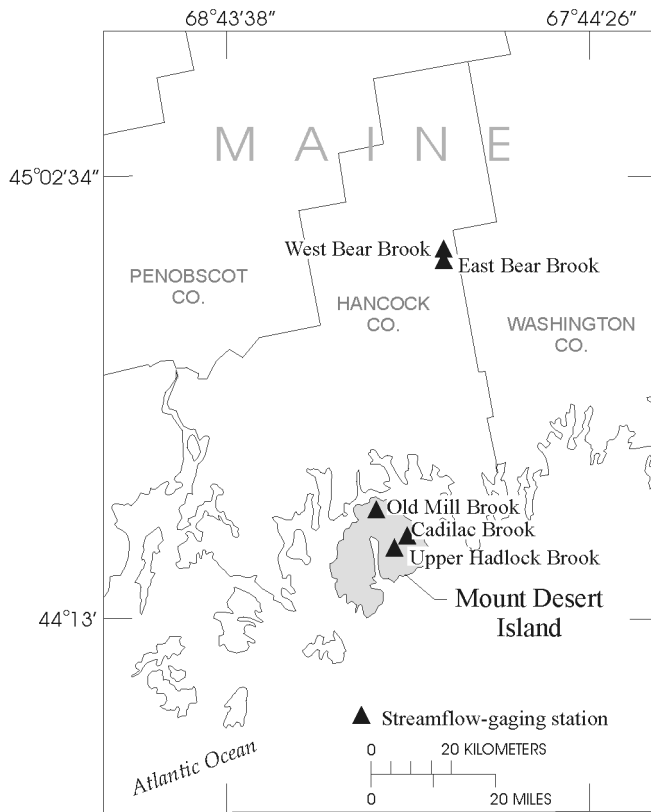 68°43'38" 67°44'26"
MAINE
45°02'34"
West Bear Brook
East Bear Brook
PENOBSCOT
CO.
HANCOCK
CO.
WASHINGTON
CO.
Old Mill Brook
Cadilac Brook
Upper Hadlock Brook
Mount Desert
Island
44°13'
Streamflow-gaging station
Atlantic Ocean
0 20 KILOMETERS
0 20 MILES